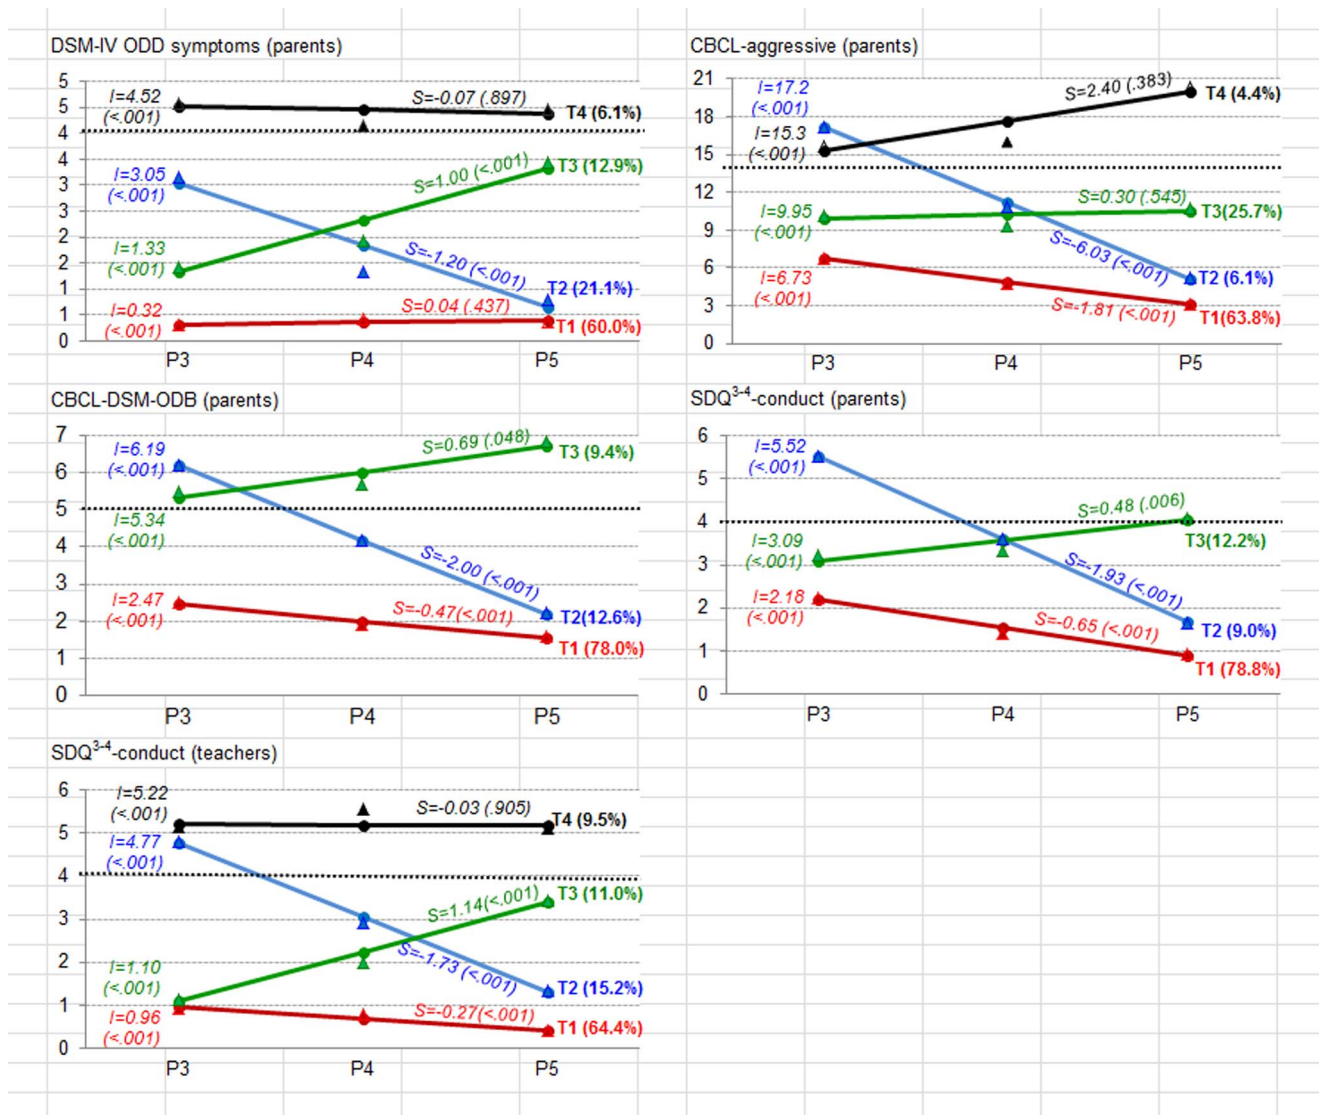 DSM-IV ODD symptoms (parents)
5
5
4
4
3
3
2
2
1
1
0
I=4.52
(<.001)
S=-0.07 (.897)
T4 (6.1%)
I=3.05
(<.001)
S=1.00 (<.001)
T3 (12.9%)
I=1.33
(<.001)
S=-1.20 (<.001)
T2 (21.1%)
I=0.32
(<.001)
S=0.04 (.437)
T1 (60.0%)
P3 P4 P5
CBCL-aggressive (parents)
21
18
15
12
9
6
3
0
I=17.2
(<.001)
S=2.40 (.383)
T4 (4.4%)
I=15.3
(<.001)
I=9.95
(<.001)
S=0.30 (.545)
T3(25.7%)
S=-6.03 (<.001)
T2 (6.1%)
I=6.73
(<.001)
S=-1.81 (<.001)
T1(63.8%)
P3 P4 P5
CBCL-DSM-ODB (parents)
7
6
5
4
3
2
1
0
I=6.19
(<.001)
S=0.69 (.048)
T3 (9.4%)
I=5.34
(<.001)
S=-2.00 (<.001)
T2(12.6%)
I=2.47
(<.001)
S=-0.47(<.001)
T1 (78.0%)
P3 P4 P5
SDQ3-4-conduct (parents)
6
5
4
3
2
1
0
I=5.52
(<.001)
S=0.48 (.006)
T3(12.2%)
I=3.09
(<.001)
S=-1.93 (<.001)
T2 (9.0%)
I=2.18
(<.001)
S=-0.65 (<.001)
T1 (78.8%)
P3 P4 P5
SDQ3-4-conduct (teachers)
6
5
4
3
2
1
0
I=5.22
(<.001)
S=-0.03 (.905)
T4 (9.5%)
I=4.77
(<.001)
S=1.14(<.001)
T3 (11.0%)
I=1.10
(<.001)
S=-1.73 (<.001)
T2 (15.2%)
I=0.96
(<.001)
S=-0.27(<.001)
T1 (64.4%)
P3 P4 P5